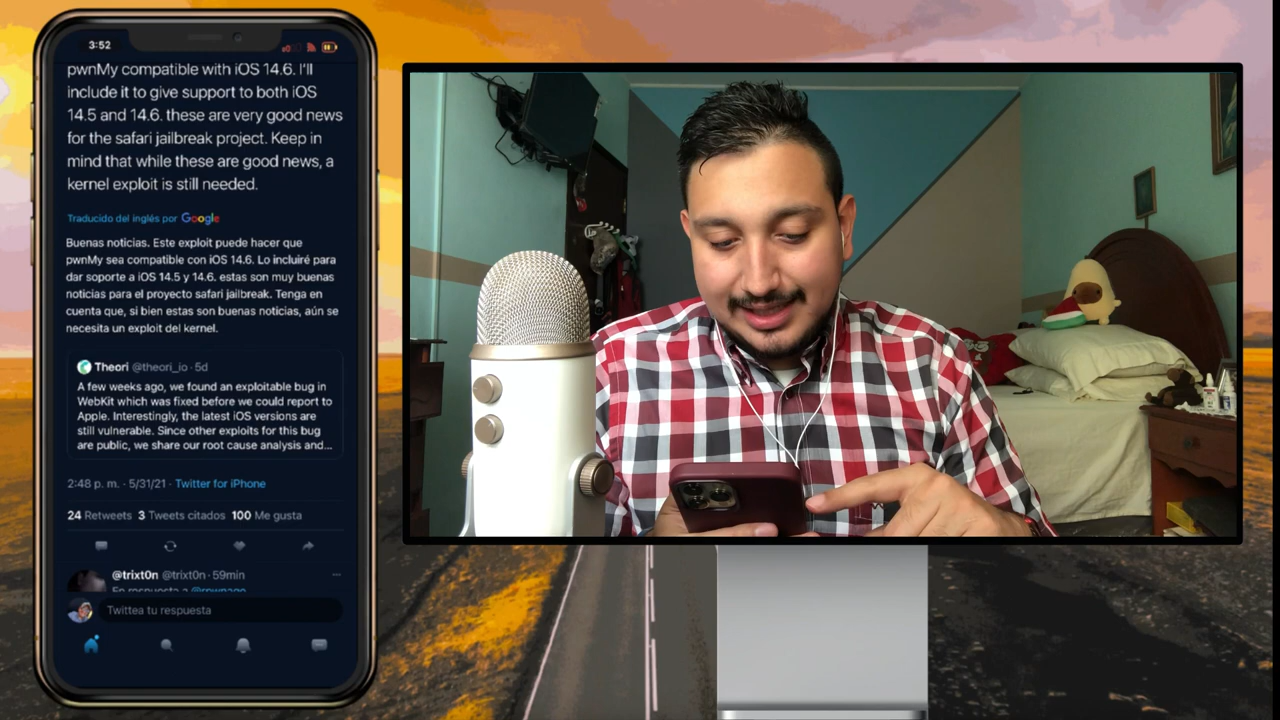 3:52
pwnMy compatible with iOS 14.6. I'll
include it to give support to both iOS
14.5 and 14.6. these are very good news
for the safari jailbreak project. Keep in
mind that while these are good news, a
kernel exploit is still needed.
Traducido del inglés por Google
Buenas noticias. Este exploit puede hacer que
pwnMy sea compatible con iOS 14.6. Lo incluiré para
dar soporte a iOS 14.5 y 14.6. estas son muy buenas
noticias para el proyecto safari jailbreak. Tenga en
cuenta que, si bien estas son buenas noticias, aún se
necesita un exploit del kernel.
Theori @theori_io · 5d
A few weeks ago, we found an exploitable bug in
WebKit which was fixed before we could report to
Apple. Interestingly, the latest iOS versions are
still vulnerable. Since other exploits for this bug
are public, we share our root cause analysis and...
2:48 p. m. · 5/31/21 · Twitter for iPhone
24 Retweets 3 Tweets citados 100 Me gusta
@trixt0n @trixt0n · 59min
En respuesta a
Twittea tu respuesta